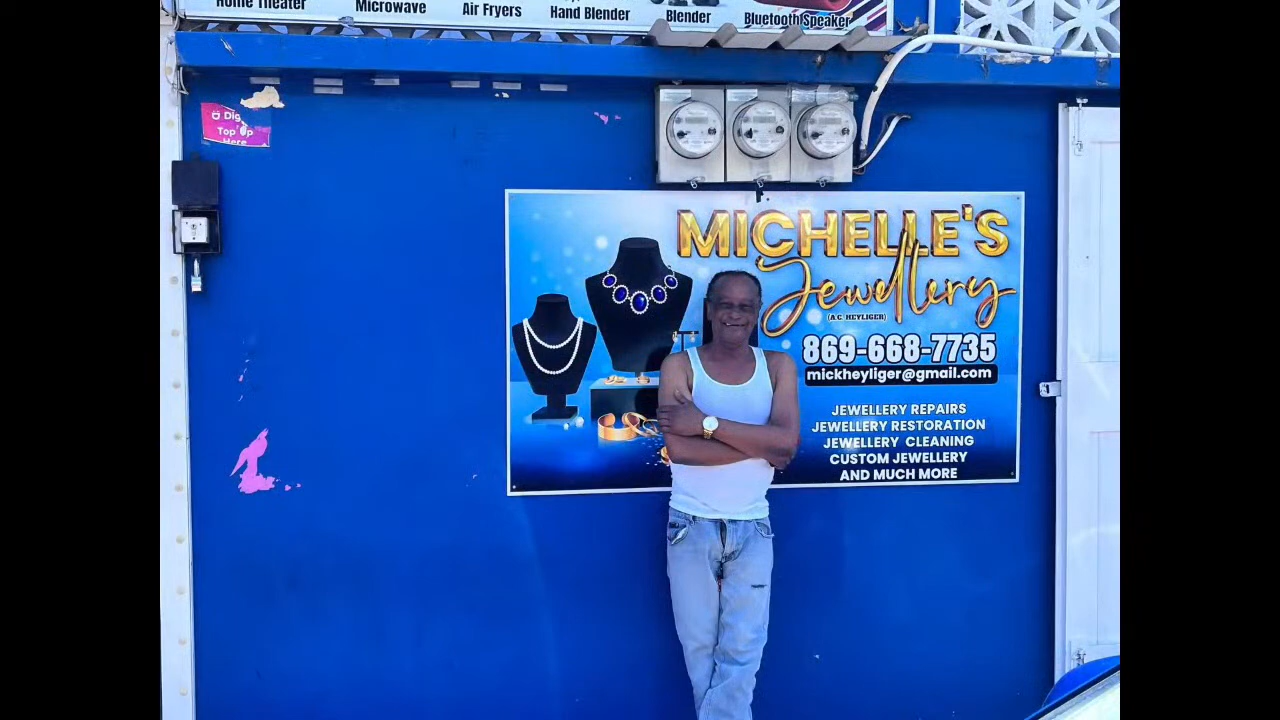 Home Theater
Microwave
Air Fryers
Hand Blender
Blender
Bluetooth Speaker
Dig
Top Up
Here
MICHELLE'S
Jewellery
(A.C. HEYLIGER)
869-668-7735
mickheyliger@gmail.com
JEWELLERY REPAIRS
JEWELLERY RESTORATION
JEWELLERY CLEANING
CUSTOM JEWELLERY
AND MUCH MORE